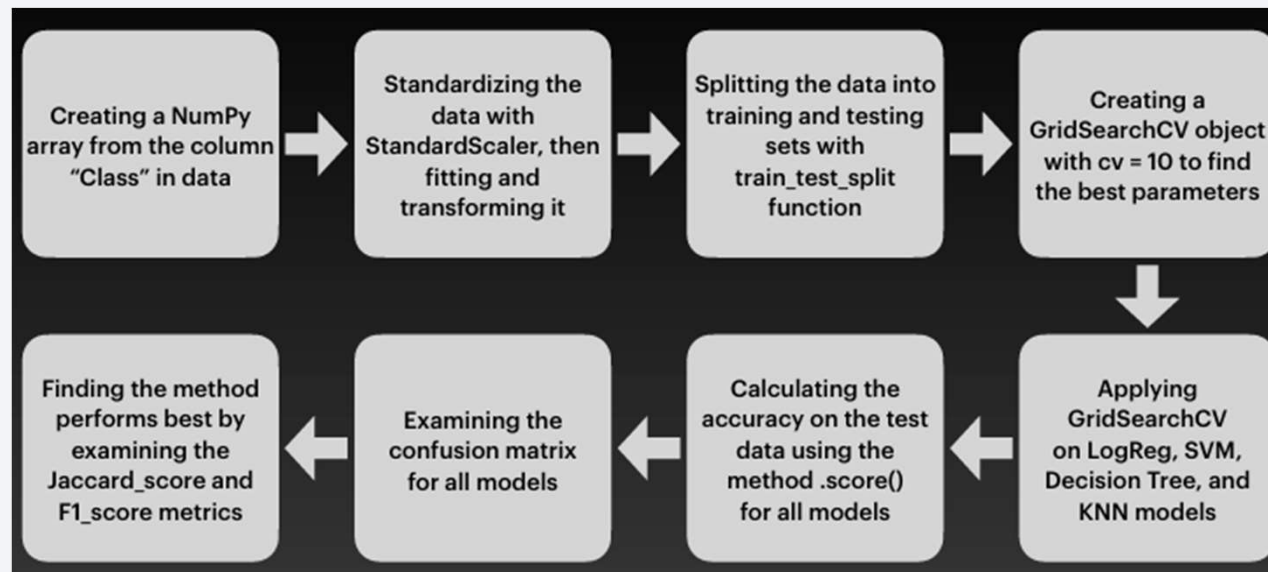 Creating a NumPy
array from the column
“Class” in data
Standardizing the
data with
StandardScaler, then
fitting and
transforming it
Splitting the data into
training and testing
sets with
train_test_split
function
Creating a
GridSearchCV object
with cv = 10 to find
the best parameters
Applying
GridSearchCV
on LogReg, SVM,
Decision Tree, and
KNN models
Calculating the
accuracy on the test
data using the
method .score()
for all models
Examining the
confusion matrix
for all models
Finding the method
performs best by
examining the
Jaccard_score and
F1_score metrics